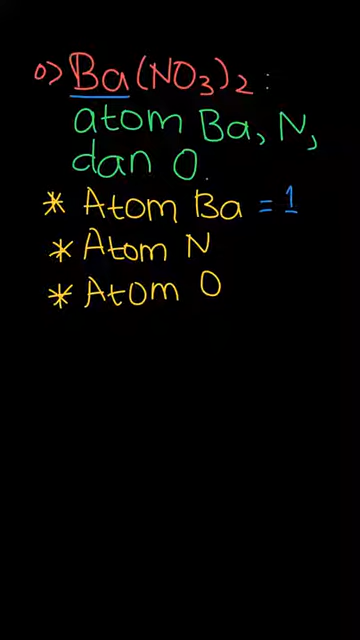 o) Ba(NO₃)₂ :
atom Ba, N,
dan O.
* Atom Ba = 1
* Atom N
* Atom O